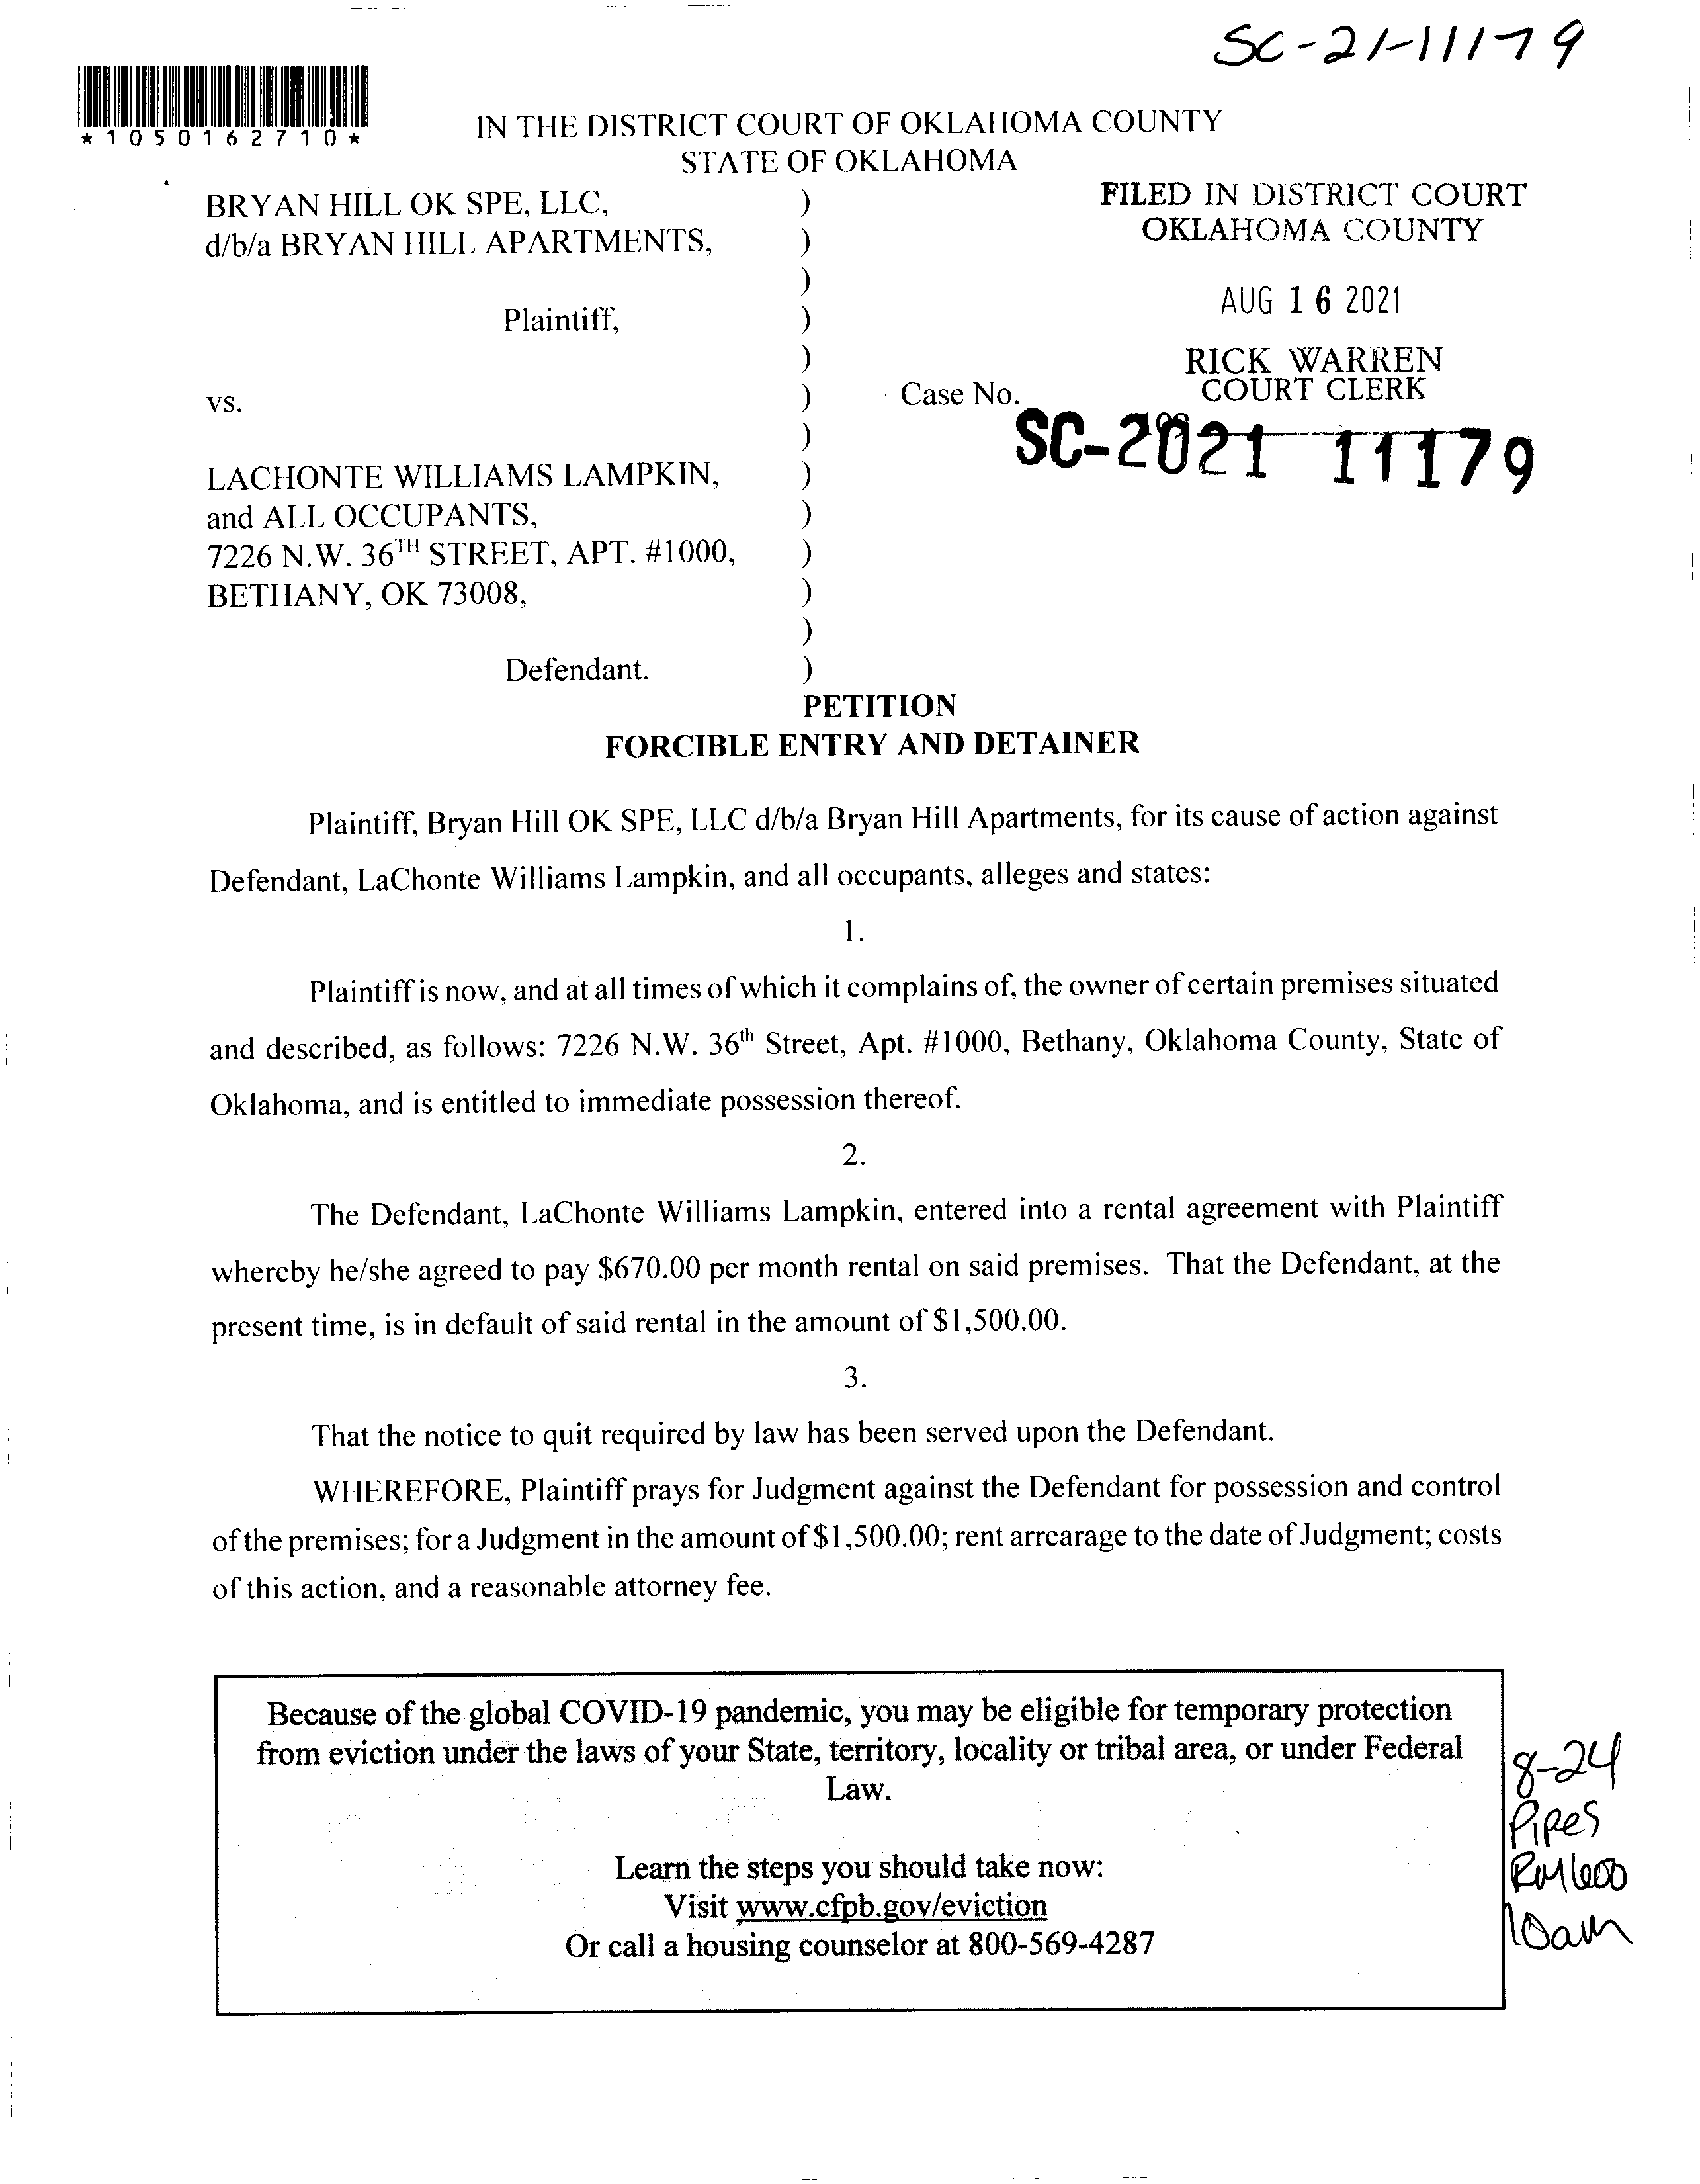 SC-21-11179
*1050162710*
IN THE DISTRICT COURT OF OKLAHOMA COUNTY
STATE OF OKLAHOMA
BRYAN HILL OK SPE, LLC, )
d/b/a BRYAN HILL APARTMENTS, )
)
Plaintiff, )
)
vs. )
)
LACHONTE WILLIAMS LAMPKIN, )
and ALL OCCUPANTS, )
7226 N.W. 36TH STREET, APT. #1000, )
BETHANY, OK 73008, )
)
Defendant. )
FILED IN DISTRICT COURT
OKLAHOMA COUNTY
AUG 16 2021
RICK WARREN
COURT CLERK
Case No.
SC-2021 11179
PETITION
FORCIBLE ENTRY AND DETAINER
Plaintiff, Bryan Hill OK SPE, LLC d/b/a Bryan Hill Apartments, for its cause of action against
Defendant, LaChonte Williams Lampkin, and all occupants, alleges and states:
1.
Plaintiff is now, and at all times of which it complains of, the owner of certain premises situated
and described, as follows: 7226 N.W. 36th Street, Apt. #1000, Bethany, Oklahoma County, State of
Oklahoma, and is entitled to immediate possession thereof.
2.
The Defendant, LaChonte Williams Lampkin, entered into a rental agreement with Plaintiff
whereby he/she agreed to pay $670.00 per month rental on said premises. That the Defendant, at the
present time, is in default of said rental in the amount of $1,500.00.
3.
That the notice to quit required by law has been served upon the Defendant.
WHEREFORE, Plaintiff prays for Judgment against the Defendant for possession and control
of the premises; for a Judgment in the amount of $1,500.00; rent arrearage to the date of Judgment; costs
of this action, and a reasonable attorney fee.
Because of the global COVID-19 pandemic, you may be eligible for temporary protection
from eviction under the laws of your State, territory, locality or tribal area, or under Federal
Law.
Learn the steps you should take now:
Visit www.cfpb.gov/eviction
Or call a housing counselor at 800-569-4287
8-24
Pipes
10am